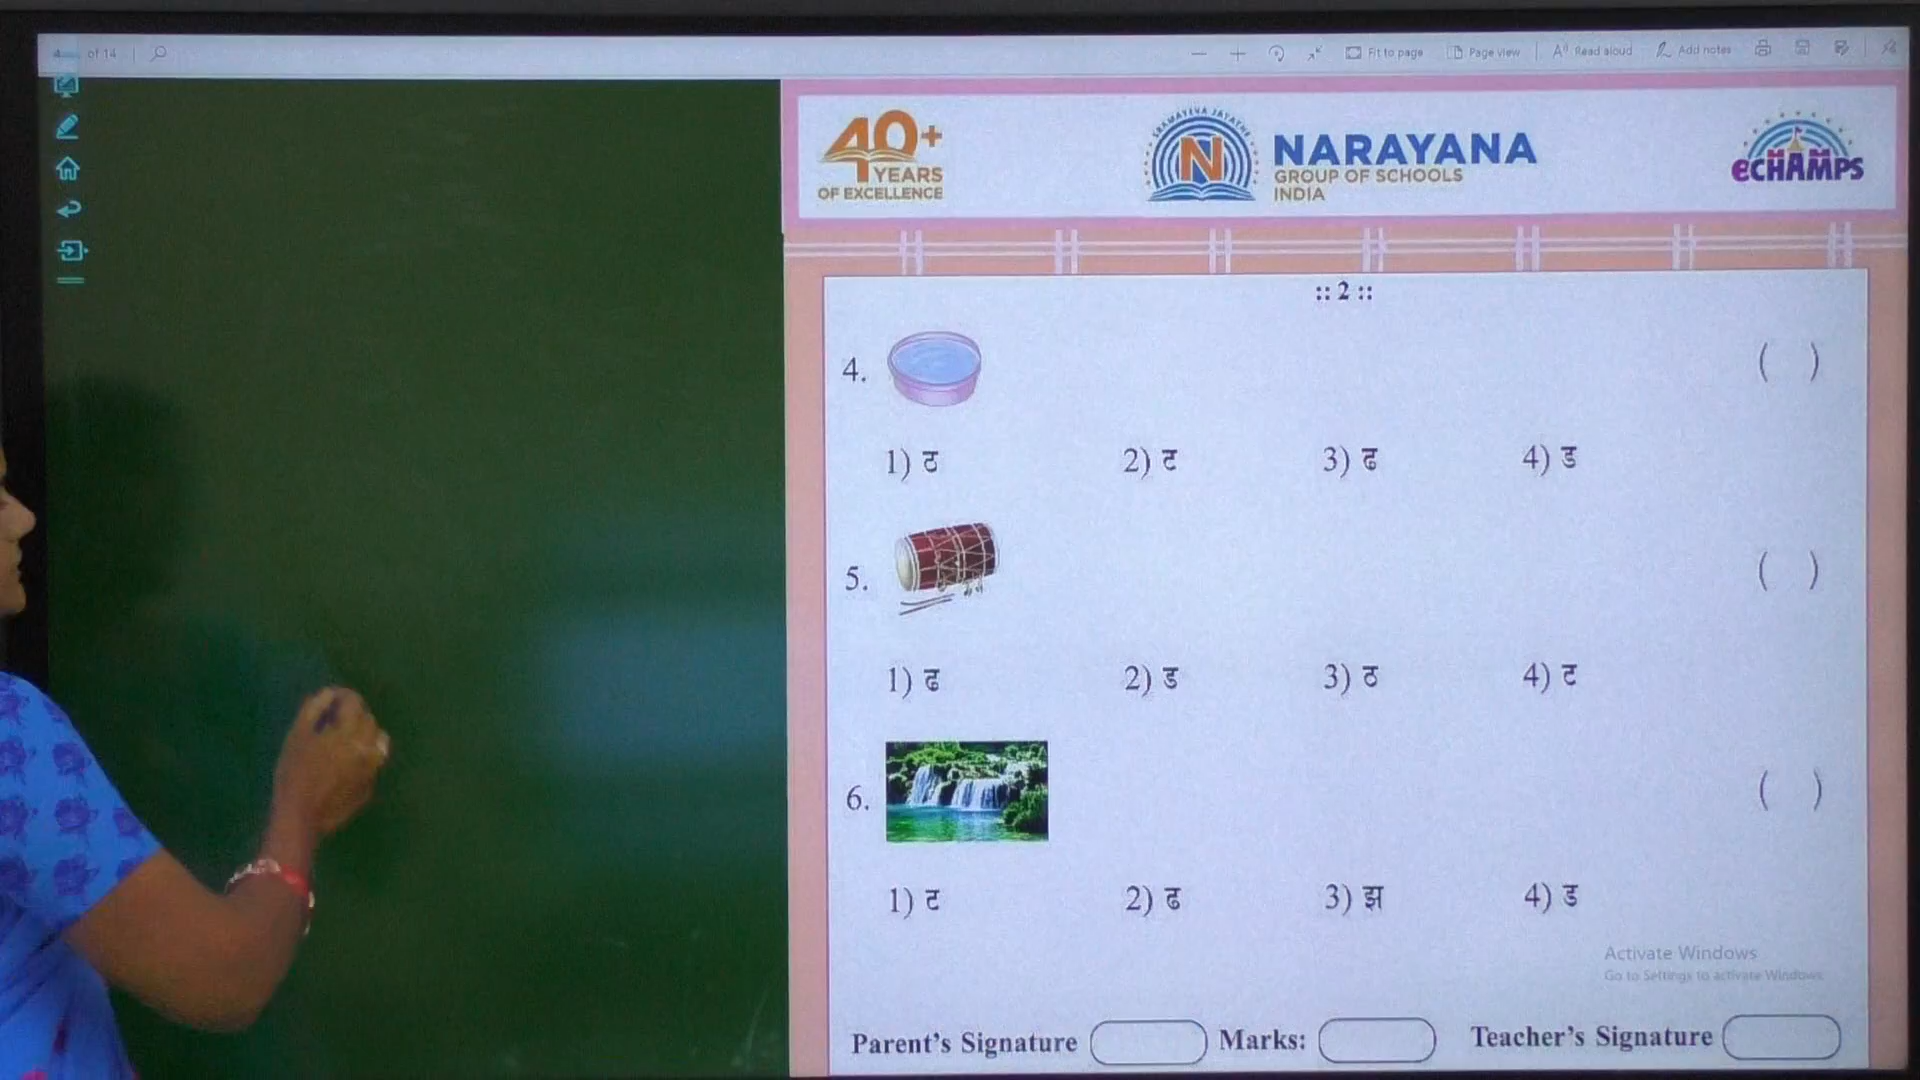 4 of 14
Fit to page
Page view
Read aloud
Add notes
40+
YEARS
OF EXCELLENCE
N
NARAYANA
GROUP OF SCHOOLS
INDIA
eCHAMPS
:: 2 ::
4. ( )
1) ठ 2) ट 3) ढ 4) ड
5. ( )
1) ढ 2) ड 3) ठ 4) ट
6. ( )
1) ट 2) ढ 3) झ 4) ड
Activate Windows
Go to Settings to activate Windows.
Parent's Signature Marks: Teacher's Signature